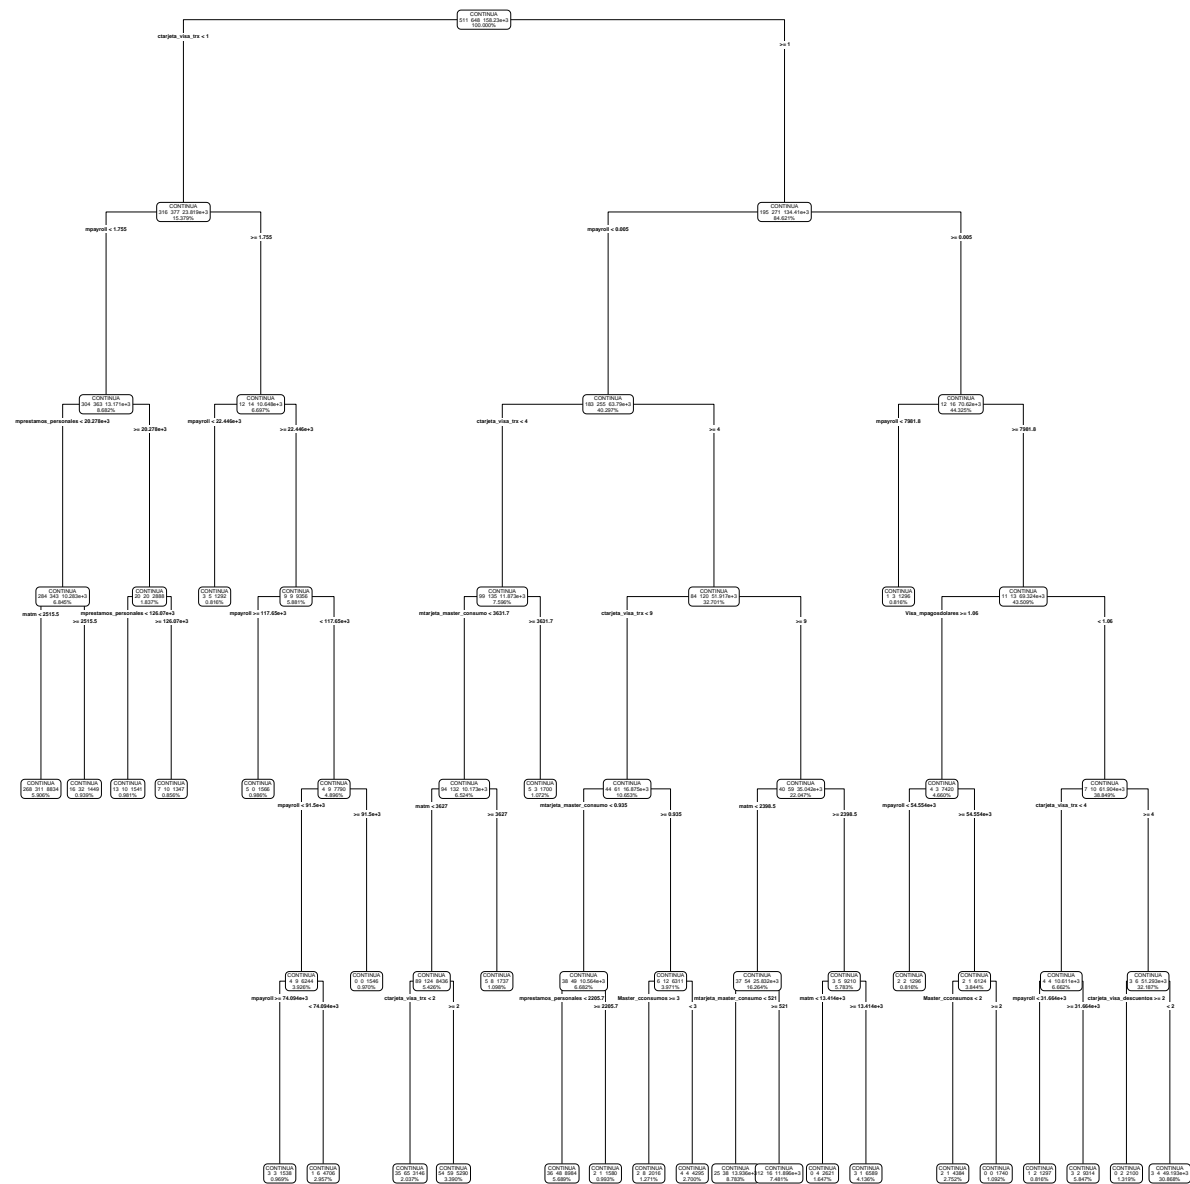 CONTINUA
511 648 158.23e+3
100.000%
ctarjeta_visa_trx < 1
>= 1
CONTINUA
316 377 23.819e+3
15.379%
CONTINUA
195 271 134.41e+3
84.621%
mpayroll < 1.755
>= 1.755
mpayroll < 0.005
>= 0.005
CONTINUA
304 363 13.171e+3
8.682%
CONTINUA
12 14 10.648e+3
6.697%
CONTINUA
183 255 63.79e+3
40.297%
CONTINUA
12 16 70.62e+3
44.325%
mprestamos_personales < 20.278e+3
>= 20.278e+3
mpayroll < 22.446e+3
>= 22.446e+3
ctarjeta_visa_trx < 4
>= 4
mpayroll < 7981.8
>= 7981.8
CONTINUA
284 343 10.283e+3
6.845%
CONTINUA
20 20 2888
1.837%
CONTINUA
3 5 1292
0.816%
CONTINUA
9 9 9356
5.881%
CONTINUA
99 135 11.873e+3
7.596%
CONTINUA
84 120 51.917e+3
32.701%
CONTINUA
1 3 1296
0.816%
CONTINUA
11 13 69.324e+3
43.509%
matm < 2515.5
>= 2515.5
mprestamos_personales < 126.07e+3
>= 126.07e+3
mpayroll >= 117.65e+3
< 117.65e+3
mtarjeta_master_consumo < 3631.7
>= 3631.7
ctarjeta_visa_trx < 9
>= 9
Visa_mpagosdolares >= 1.06
< 1.06
CONTINUA
268 311 8834
5.906%
CONTINUA
16 32 1449
0.939%
CONTINUA
13 10 1541
0.981%
CONTINUA
7 10 1347
0.856%
CONTINUA
5 0 1566
0.986%
CONTINUA
4 9 7790
4.896%
CONTINUA
94 132 10.173e+3
6.524%
CONTINUA
5 3 1700
1.072%
CONTINUA
44 61 16.875e+3
10.653%
CONTINUA
40 59 35.042e+3
22.047%
CONTINUA
4 3 7420
4.660%
CONTINUA
7 10 61.904e+3
38.849%
mpayroll < 91.5e+3
>= 91.5e+3
matm < 3627
>= 3627
mtarjeta_master_consumo < 0.935
>= 0.935
matm < 2398.5
>= 2398.5
mpayroll < 54.554e+3
>= 54.554e+3
ctarjeta_visa_trx < 4
>= 4
CONTINUA
4 9 6244
3.926%
CONTINUA
0 0 1546
0.970%
CONTINUA
89 124 8436
5.426%
CONTINUA
5 8 1737
1.098%
CONTINUA
38 49 10.564e+3
6.682%
CONTINUA
6 12 6311
3.971%
CONTINUA
37 54 25.832e+3
16.264%
CONTINUA
3 5 9210
5.783%
CONTINUA
2 2 1296
0.816%
CONTINUA
2 1 6124
3.844%
CONTINUA
4 4 10.611e+3
6.662%
CONTINUA
3 6 51.293e+3
32.187%
mpayroll >= 74.094e+3
< 74.094e+3
ctarjeta_visa_trx < 2
>= 2
mprestamos_personales < 2205.7
>= 2205.7
Master_cconsumos >= 3
< 3
mtarjeta_master_consumo < 521
>= 521
matm < 13.414e+3
>= 13.414e+3
Master_cconsumos < 2
>= 2
mpayroll < 31.664e+3
>= 31.664e+3
ctarjeta_visa_descuentos >= 2
< 2
CONTINUA
3 3 1538
0.969%
CONTINUA
1 6 4706
2.957%
CONTINUA
35 65 3146
2.037%
CONTINUA
54 59 5290
3.390%
CONTINUA
36 48 8984
5.689%
CONTINUA
2 1 1580
0.993%
CONTINUA
2 8 2016
1.271%
CONTINUA
4 4 4295
2.700%
CONTINUA
25 38 13.936e+3
8.783%
CONTINUA
12 16 11.896e+3
7.481%
CONTINUA
0 4 2621
1.647%
CONTINUA
3 1 6589
4.136%
CONTINUA
2 1 4384
2.752%
CONTINUA
0 0 1740
1.092%
CONTINUA
1 2 1297
0.816%
CONTINUA
3 2 9314
5.847%
CONTINUA
0 2 2100
1.319%
CONTINUA
3 4 49.193e+3
30.868%